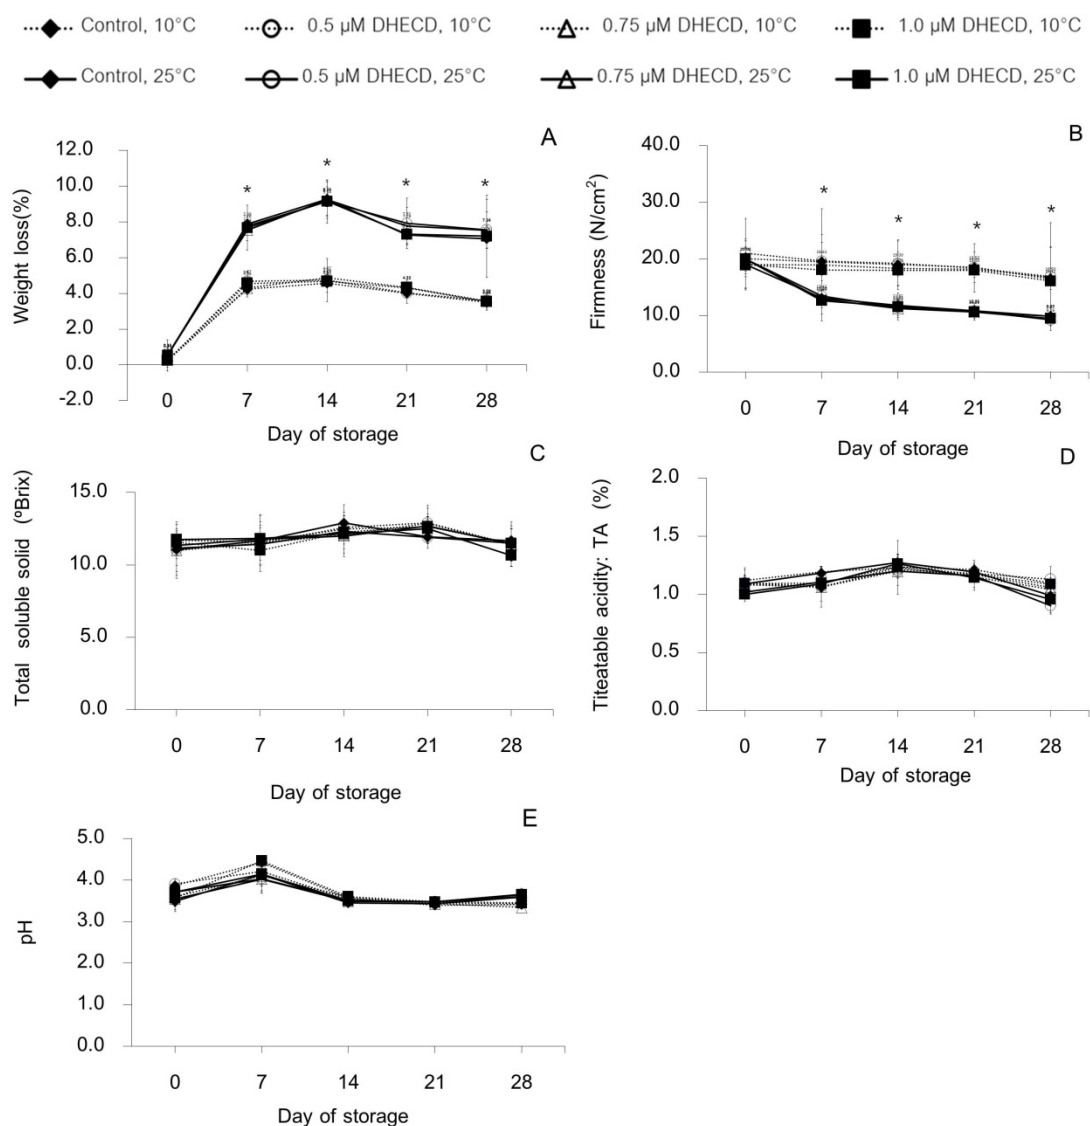 Control, 10°C 0.5 µM DHECD, 10°C 0.75 µM DHECD, 10°C 1.0 µM DHECD, 10°C
Control, 25°C 0.5 µM DHECD, 25°C 0.75 µM DHECD, 25°C 1.0 µM DHECD, 25°C
A
Weight loss(%)
12.0
10.0
8.0
6.0
4.0
2.0
0.0
-2.0
* * * *
0 7 14 21 28
Day of storage
B
Firmness (N/cm²)
40.0
30.0
20.0
10.0
0.0
* * * *
0 7 14 21 28
Day of storage
C
Total soluble solid (ºBrix)
15.0
10.0
5.0
0.0
0 7 14 21 28
Day of storage
D
Titeatable acidity: TA (%)
2.0
1.5
1.0
0.5
0.0
0 7 14 21 28
Day of storage
E
pH
5.0
4.0
3.0
2.0
1.0
0.0
0 7 14 21 28
Day of storage